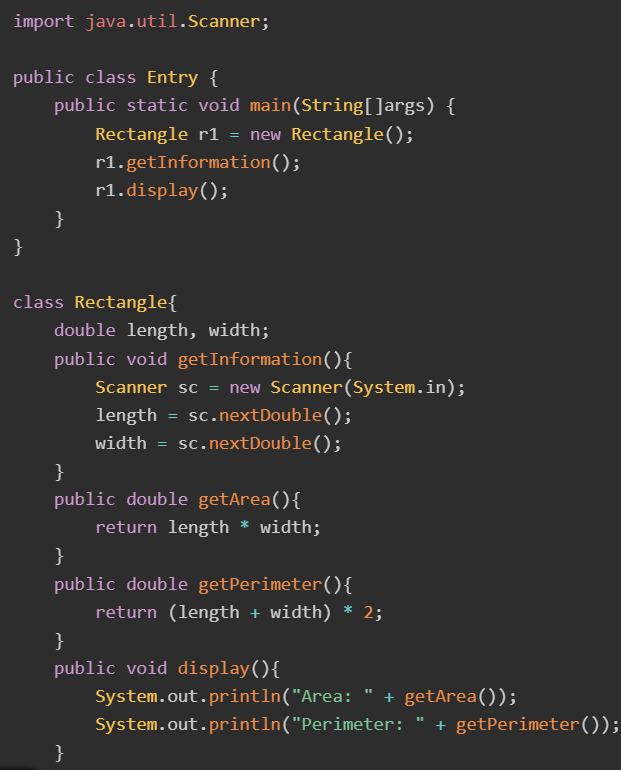 import java.util.Scanner;

public class Entry {
    public static void main(String[]args) {
        Rectangle r1 = new Rectangle();
        r1.getInformation();
        r1.display();
    }
}

class Rectangle{
    double length, width;
    public void getInformation(){
        Scanner sc = new Scanner(System.in);
        length = sc.nextDouble();
        width = sc.nextDouble();
    }
    public double getArea(){
        return length * width;
    }
    public double getPerimeter(){
        return (length + width) * 2;
    }
    public void display(){
        System.out.println("Area: " + getArea());
        System.out.println("Perimeter: " + getPerimeter());
    }